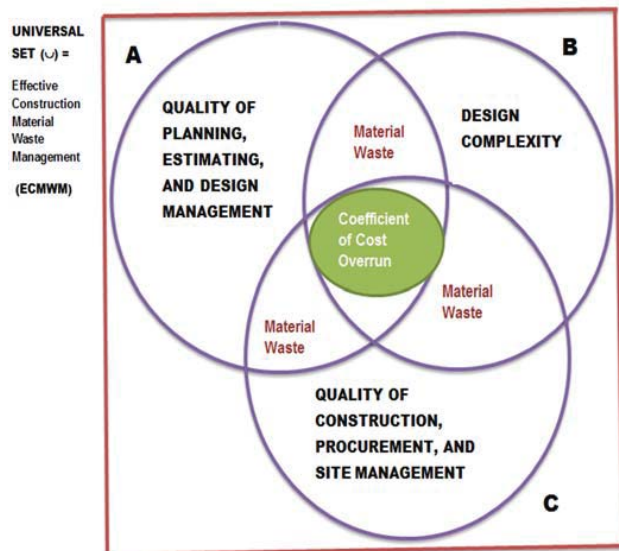 UNIVERSAL
SET (∪) =
Effective
Construction
Material
Waste
Management
(ECMWM)
A
B
QUALITY OF
PLANNING,
ESTIMATING,
AND DESIGN
MANAGEMENT
Material
Waste
DESIGN
COMPLEXITY
Coefficient
of Cost
Overrun
Material
Waste
Material
Waste
QUALITY OF
CONSTRUCTION,
PROCUREMENT, AND
SITE MANAGEMENT
C